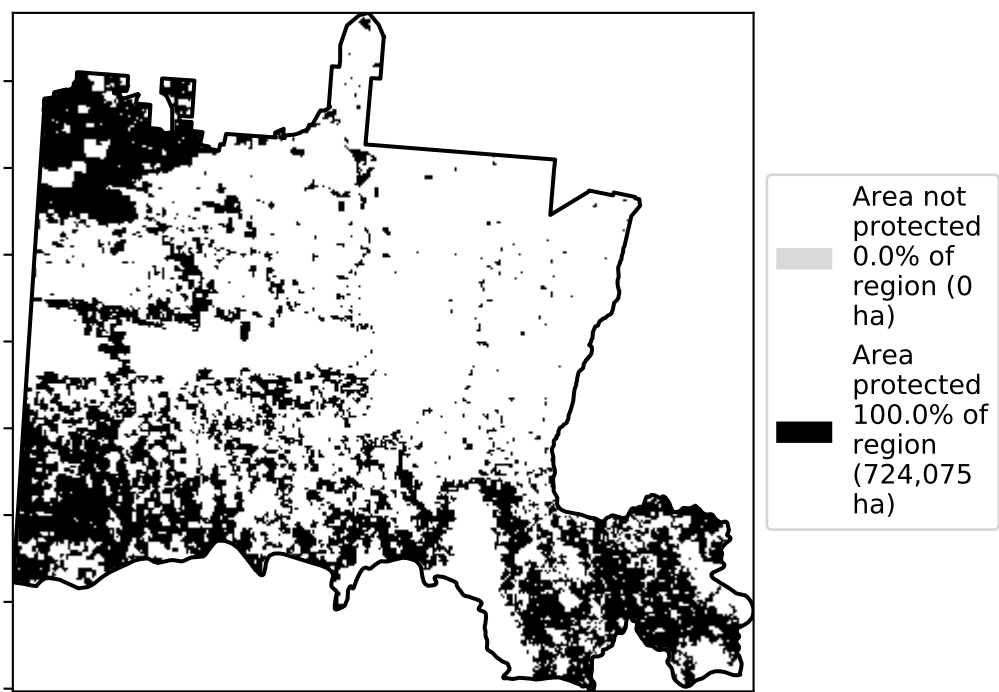 Area not
protected
0.0% of
region (0
ha)
Area
protected
100.0% of
region
(724,075
ha)